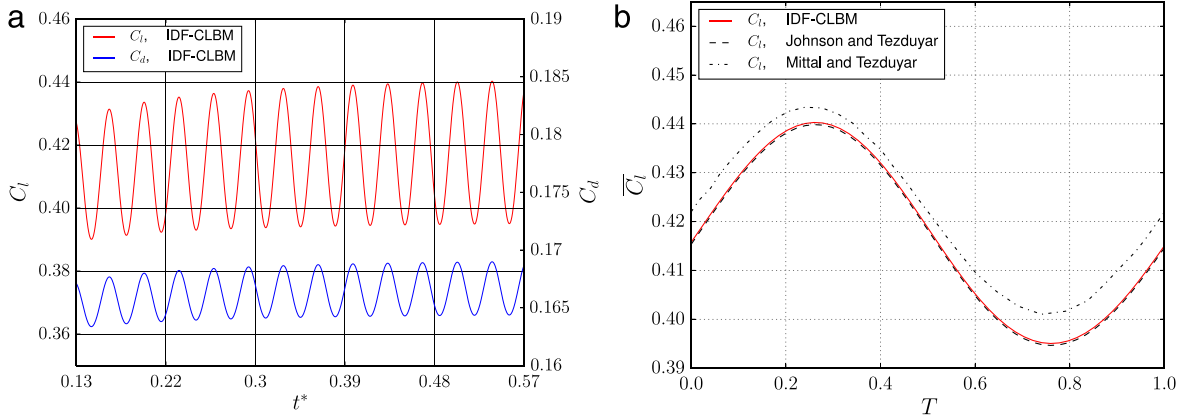 a
0.46
0.44
0.42
0.40
0.38
0.36
C_l
C_l, IDF-CLBM
C_d, IDF-CLBM
0.19
0.185
0.18
0.175
0.17
0.165
0.16
C_d
0.13 0.22 0.3 0.39 0.48 0.57
t*
b
0.46
0.45
0.44
0.43
0.42
0.41
0.40
0.39
C̅_l
C_l, IDF-CLBM
C_l, Johnson and Tezduyar
C_l, Mittal and Tezduyar
0.0 0.2 0.4 0.6 0.8 1.0
T